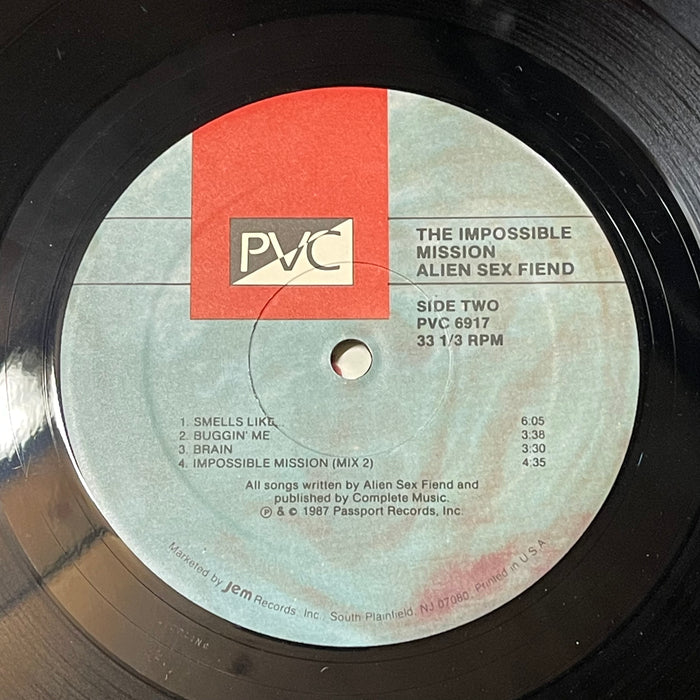 PVC
THE IMPOSSIBLE
MISSION
ALIEN SEX FIEND
SIDE TWO
PVC 6917
33 1/3 RPM
1. SMELLS LIKE... 6:05
2. BUGGIN' ME 3:38
3. BRAIN 3:30
4. IMPOSSIBLE MISSION (MIX 2) 4:35
All songs written by Alien Sex Fiend and
published by Complete Music.
℗ & © 1987 Passport Records, Inc.
Marketed by Jem Records, Inc., South Plainfield, NJ 07080. Printed in U.S.A.